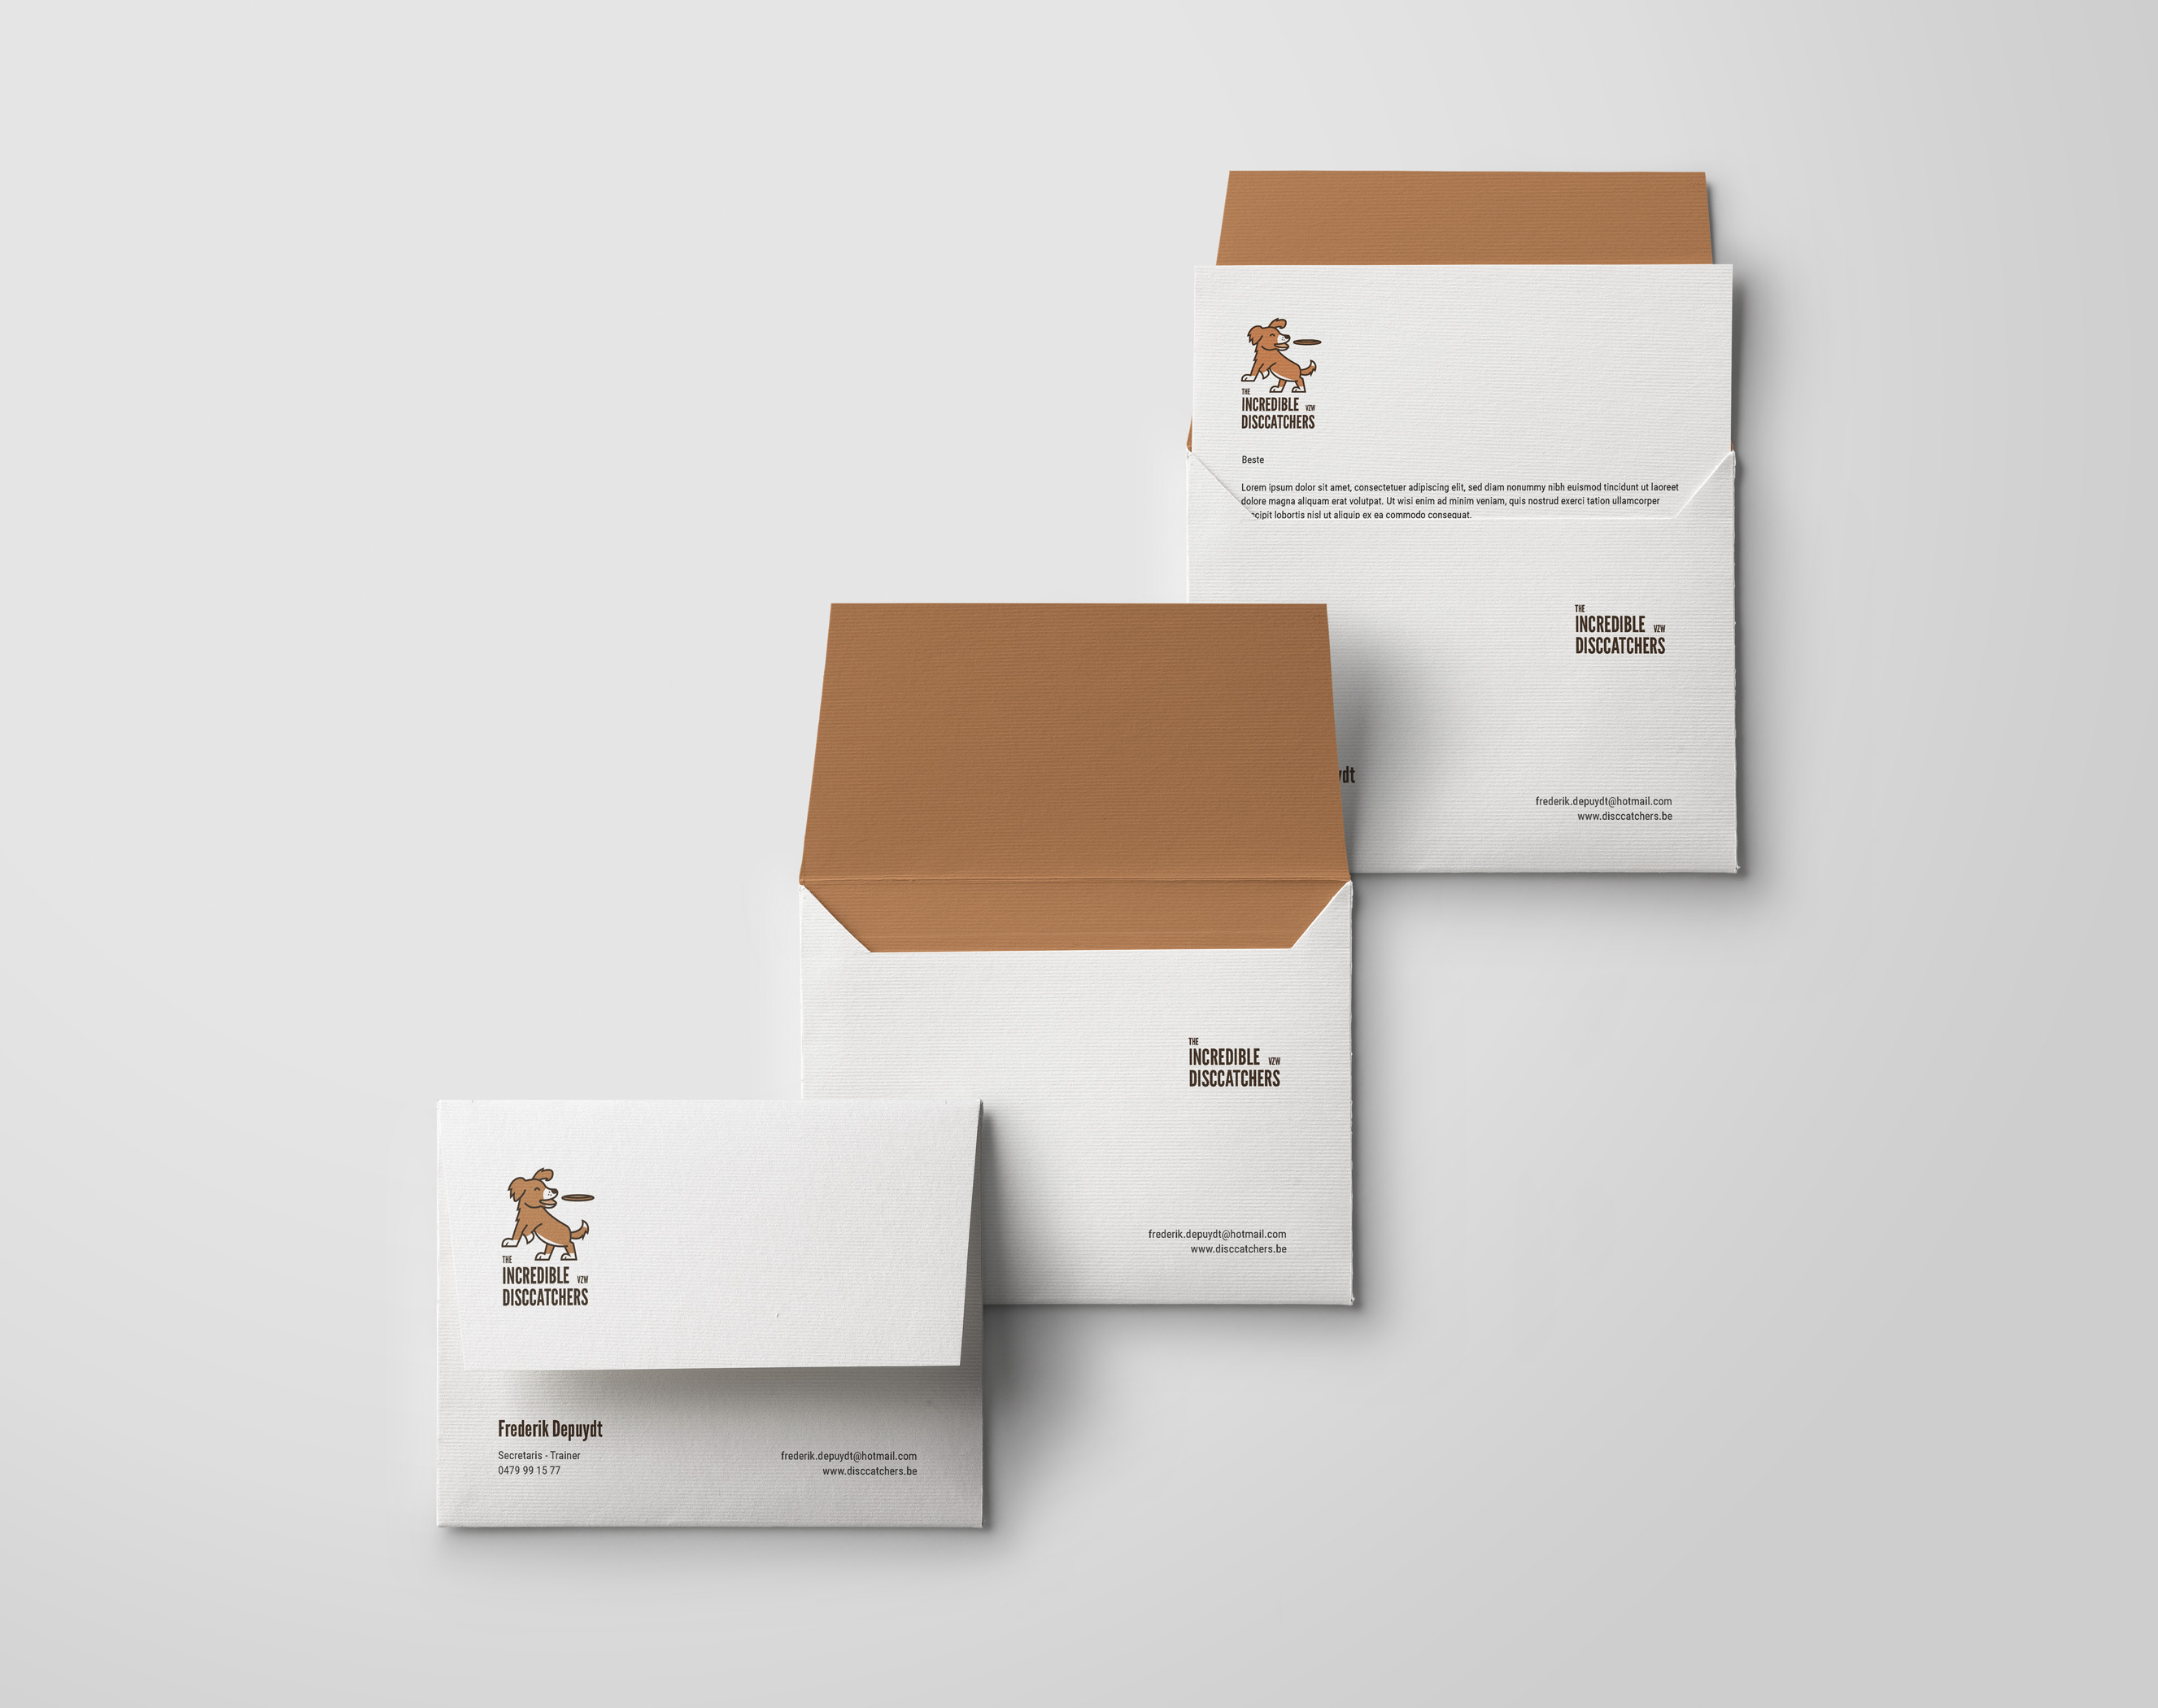 THE
INCREDIBLE VZW
DISCCATCHERS
Beste
Lorem ipsum dolor sit amet, consectetuer adipiscing elit, sed diam nonummy nibh euismod tincidunt ut laoreet
dolore magna aliquam erat volutpat. Ut wisi enim ad minim veniam, quis nostrud exerci tation ullamcorper
lobortis nisl ut aliquip ex ea commodo consequat.
THE
INCREDIBLE VZW
DISCCATCHERS
frederik.depuydt@hotmail.com
www.disccatchers.be
THE
INCREDIBLE VZW
DISCCATCHERS
frederik.depuydt@hotmail.com
www.disccatchers.be
THE
INCREDIBLE VZW
DISCCATCHERS
Frederik Depuydt
Secretaris - Trainer
0479 99 15 77
frederik.depuydt@hotmail.com
www.disccatchers.be